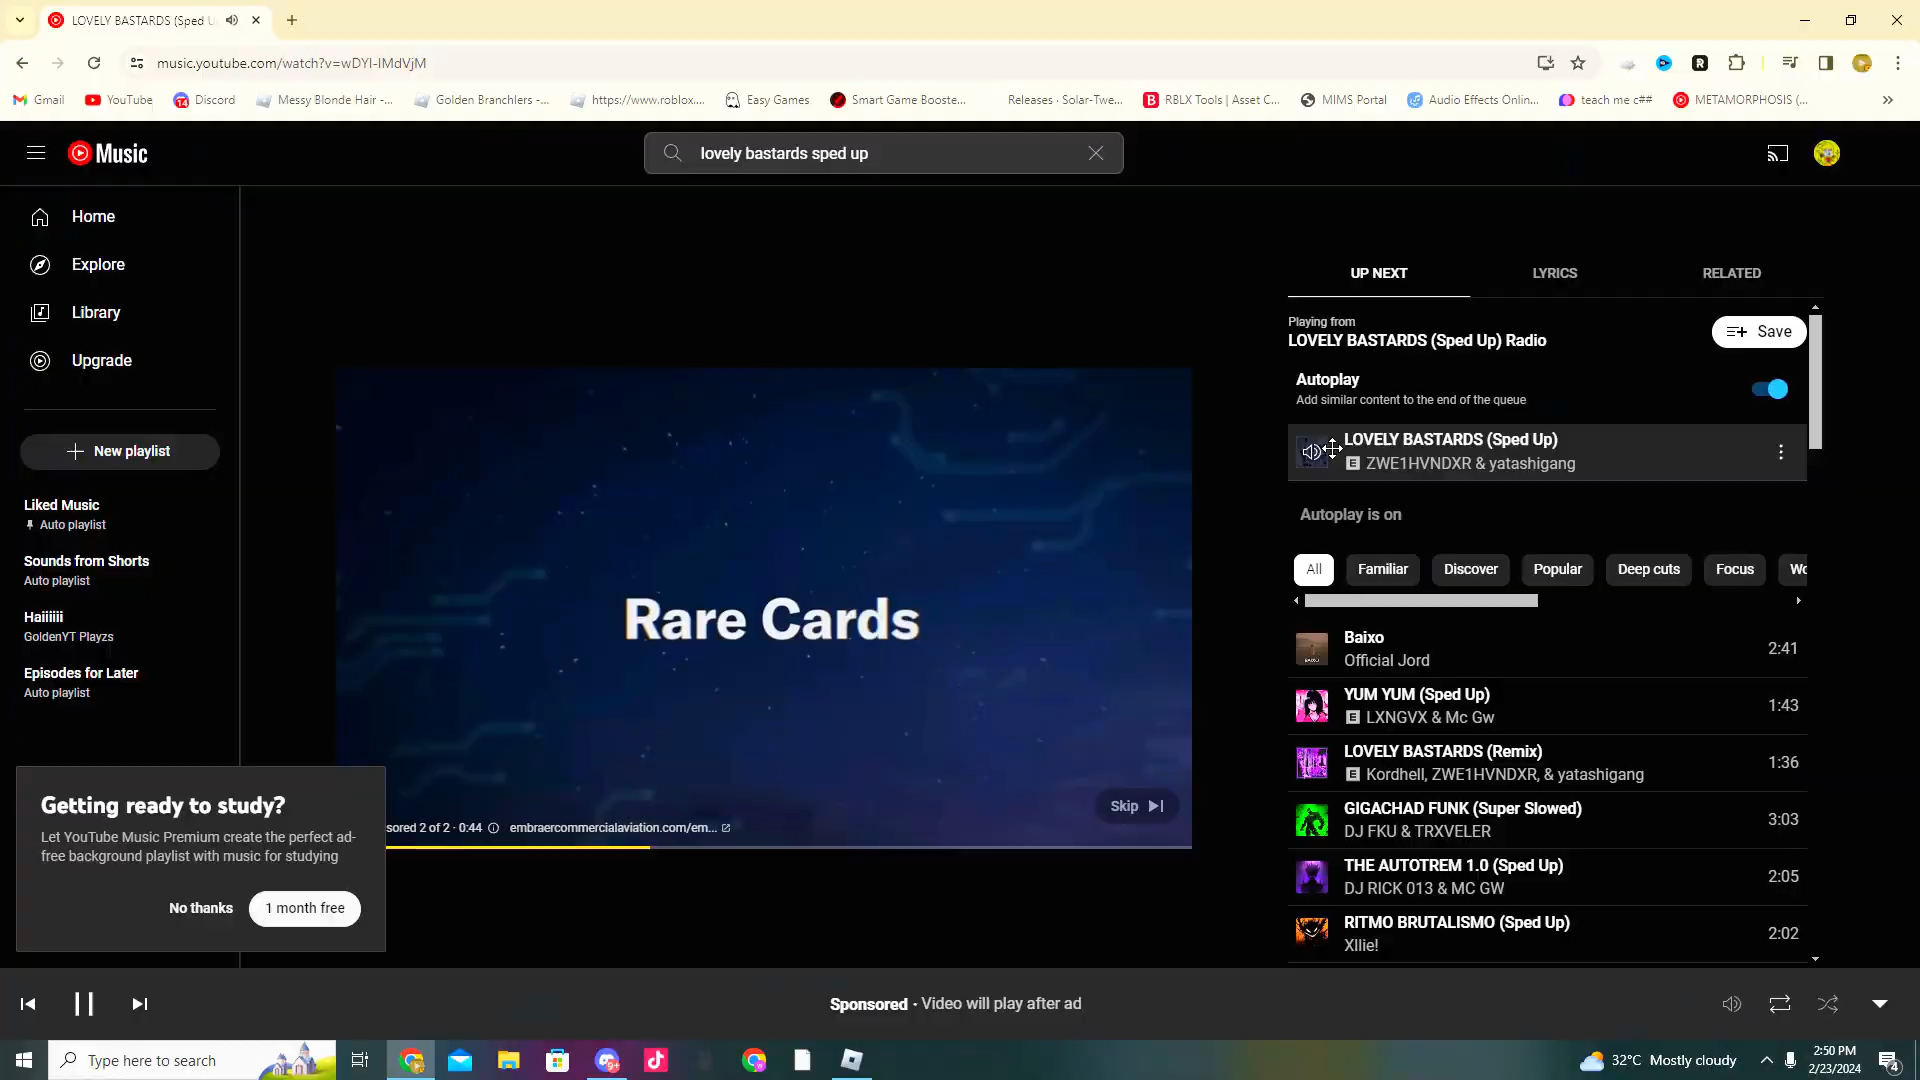 LOVELY BASTARDS (Sped U
music.youtube.com/watch?v=wDYI-IMdVjM
Gmail
YouTube
14
Discord
Messy Blonde Hair -...
Golden Branchlers -...
https://www.roblox....
Easy Games
Smart Game Booste...
Releases · Solar-Twe...
RBLX Tools | Asset C...
MIMS Portal
Audio Effects Onlin...
teach me c##
METAMORPHOSIS (...
Music
lovely bastards sped up
Home
Explore
Library
Upgrade
New playlist
Liked Music
Auto playlist
Sounds from Shorts
Auto playlist
Haiiiiii
GoldenYT Playzs
Episodes for Later
Auto playlist
Getting ready to study?
Let YouTube Music Premium create the perfect ad-
free background playlist with music for studying
No thanks
1 month free
Rare Cards
Skip
sored 2 of 2 · 0:44
embraercommercialaviation.com/em...
UP NEXT
LYRICS
RELATED
Playing from
LOVELY BASTARDS (Sped Up) Radio
Save
Autoplay
Add similar content to the end of the queue
LOVELY BASTARDS (Sped Up)
E ZWE1HVNDXR & yatashigang
Autoplay is on
All
Familiar
Discover
Popular
Deep cuts
Focus
Wo
Baixo
Official Jord
2:41
YUM YUM (Sped Up)
E LXNGVX & Mc Gw
1:43
LOVELY BASTARDS (Remix)
E Kordhell, ZWE1HVNDXR, & yatashigang
1:36
GIGACHAD FUNK (Super Slowed)
DJ FKU & TRXVELER
3:03
THE AUTOTREM 1.0 (Sped Up)
DJ RICK 013 & MC GW
2:05
RITMO BRUTALISMO (Sped Up)
Xllie!
2:02
Sponsored · Video will play after ad
Type here to search
32°C Mostly cloudy
2:50 PM
2/23/2024
4